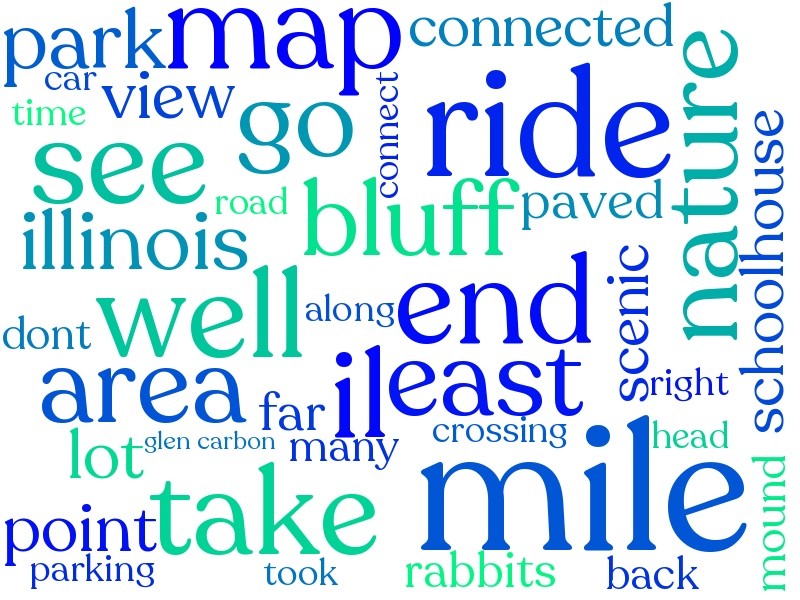 park
map
connected
car
view
time
go
connect
ride
nature
see
road
bluff
paved
schoolhouse
illinois
well
along
end
scenic
dont
area
far
il
east
right
lot
glen carbon
many
crossing
head
mile
take
point
mound
parking
took
rabbits
back